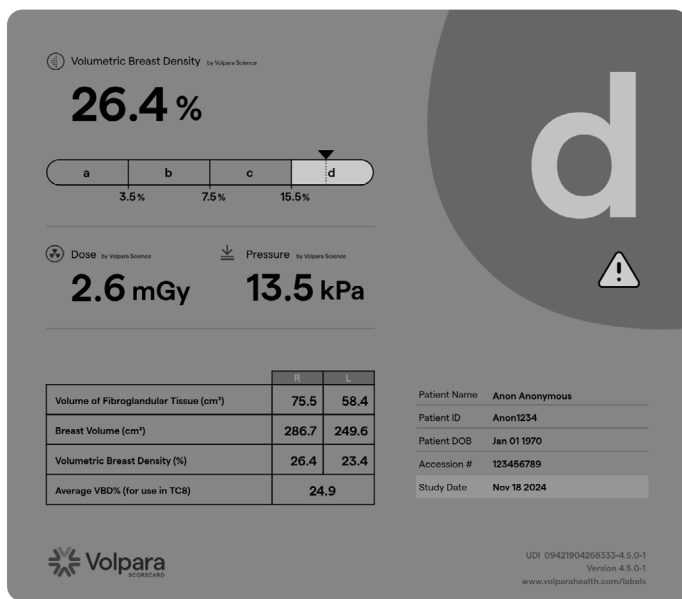 Volumetric Breast Density by Volpara Science
26.4 %
d
a b c d
3.5% 7.5% 15.5%
Dose by Volpara Science Pressure by Volpara Science
2.6 mGy 13.5 kPa
R L
Volume of Fibroglandular Tissue (cm³) 75.5 58.4
Breast Volume (cm³) 286.7 249.6
Volumetric Breast Density (%) 26.4 23.4
Average VBD% (for use in TC8) 24.9
Patient Name Anon Anonymous
Patient ID Anon1234
Patient DOB Jan 01 1970
Accession # 123456789
Study Date Nov 18 2024
Volpara
SCORECARD
UDI 09421904268333-4.5.0-1
Version 4.5.0-1
www.volparahealth.com/labels